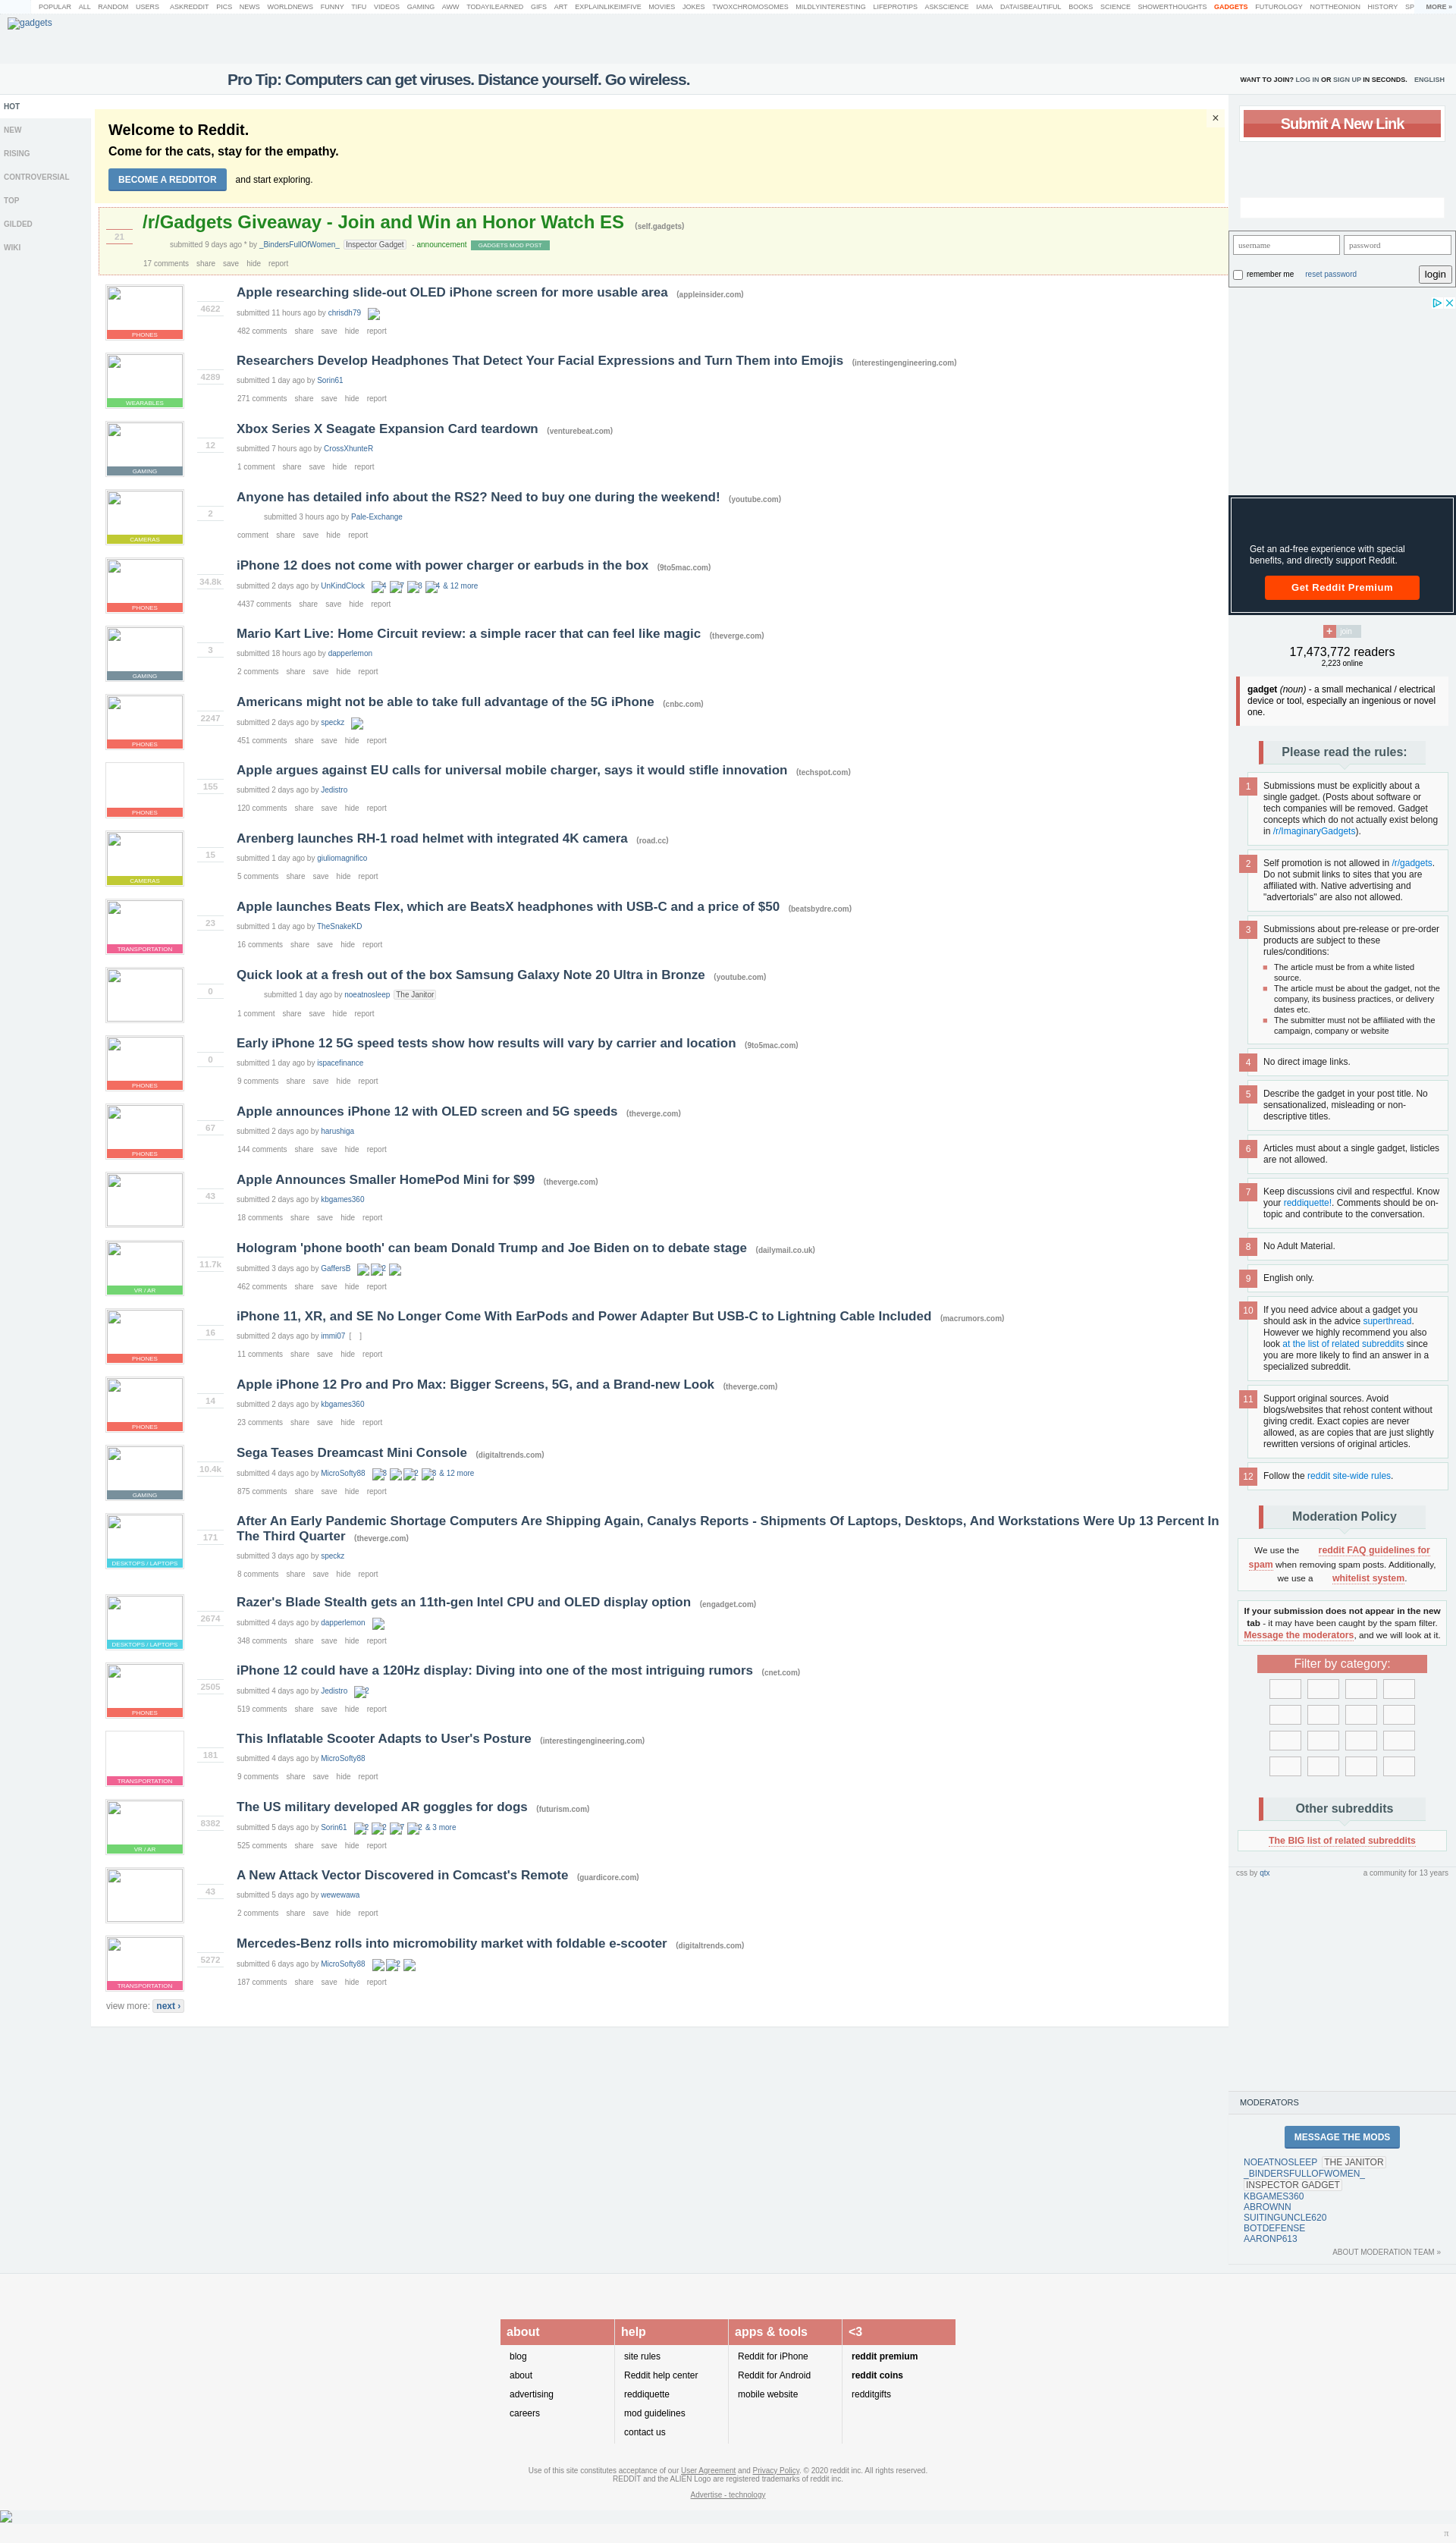 POPULAR ALL RANDOM USERS ASKREDDIT PICS NEWS WORLDNEWS FUNNY TIFU VIDEOS GAMING AWW TODAYILEARNED GIFS ART EXPLAINLIKEIMFIVE MOVIES JOKES TWOXCHROMOSOMES MILDLYINTERESTING LIFEPROTIPS ASKSCIENCE IAMA DATAISBEAUTIFUL BOOKS SCIENCE SHOWERTHOUGHTS GADGETS FUTUROLOGY NOTTHEONION HISTORY SP MORE »
gadgets
Pro Tip: Computers can get viruses. Distance yourself. Go wireless.
WANT TO JOIN? LOG IN OR SIGN UP IN SECONDS. ENGLISH
HOT
NEW
RISING
CONTROVERSIAL
TOP
GILDED
WIKI
Welcome to Reddit.
Come for the cats, stay for the empathy.
BECOME A REDDITOR and start exploring.
×
21
/r/Gadgets Giveaway - Join and Win an Honor Watch ES (self.gadgets)
submitted 9 days ago * by _BindersFullOfWomen_ Inspector Gadget - announcement GADGETS MOD POST
17 comments share save hide report
PHONES
4622
Apple researching slide-out OLED iPhone screen for more usable area (appleinsider.com)
submitted 11 hours ago by chrisdh79
482 comments share save hide report
WEARABLES
4289
Researchers Develop Headphones That Detect Your Facial Expressions and Turn Them into Emojis (interestingengineering.com)
submitted 1 day ago by Sorin61
271 comments share save hide report
GAMING
12
Xbox Series X Seagate Expansion Card teardown (venturebeat.com)
submitted 7 hours ago by CrossXhunteR
1 comment share save hide report
CAMERAS
2
Anyone has detailed info about the RS2? Need to buy one during the weekend! (youtube.com)
submitted 3 hours ago by Pale-Exchange
comment share save hide report
PHONES
34.8k
iPhone 12 does not come with power charger or earbuds in the box (9to5mac.com)
submitted 2 days ago by UnKindClock 4 7 3 4 & 12 more
4437 comments share save hide report
GAMING
3
Mario Kart Live: Home Circuit review: a simple racer that can feel like magic (theverge.com)
submitted 18 hours ago by dapperlemon
2 comments share save hide report
PHONES
2247
Americans might not be able to take full advantage of the 5G iPhone (cnbc.com)
submitted 2 days ago by speckz
451 comments share save hide report
PHONES
155
Apple argues against EU calls for universal mobile charger, says it would stifle innovation (techspot.com)
submitted 2 days ago by Jedistro
120 comments share save hide report
CAMERAS
15
Arenberg launches RH-1 road helmet with integrated 4K camera (road.cc)
submitted 1 day ago by giuliomagnifico
5 comments share save hide report
TRANSPORTATION
23
Apple launches Beats Flex, which are BeatsX headphones with USB-C and a price of $50 (beatsbydre.com)
submitted 1 day ago by TheSnakeKD
16 comments share save hide report
0
Quick look at a fresh out of the box Samsung Galaxy Note 20 Ultra in Bronze (youtube.com)
submitted 1 day ago by noeatnosleep The Janitor
1 comment share save hide report
PHONES
0
Early iPhone 12 5G speed tests show how results will vary by carrier and location (9to5mac.com)
submitted 1 day ago by ispacefinance
9 comments share save hide report
PHONES
67
Apple announces iPhone 12 with OLED screen and 5G speeds (theverge.com)
submitted 2 days ago by harushiga
144 comments share save hide report
43
Apple Announces Smaller HomePod Mini for $99 (theverge.com)
submitted 2 days ago by kbgames360
18 comments share save hide report
VR / AR
11.7k
Hologram 'phone booth' can beam Donald Trump and Joe Biden on to debate stage (dailymail.co.uk)
submitted 3 days ago by GaffersB 2
462 comments share save hide report
PHONES
16
iPhone 11, XR, and SE No Longer Come With EarPods and Power Adapter But USB-C to Lightning Cable Included (macrumors.com)
submitted 2 days ago by immi07 [ ]
11 comments share save hide report
PHONES
14
Apple iPhone 12 Pro and Pro Max: Bigger Screens, 5G, and a Brand-new Look (theverge.com)
submitted 2 days ago by kbgames360
23 comments share save hide report
GAMING
10.4k
Sega Teases Dreamcast Mini Console (digitaltrends.com)
submitted 4 days ago by MicroSofty88 3 2 3 & 12 more
875 comments share save hide report
DESKTOPS / LAPTOPS
171
After An Early Pandemic Shortage Computers Are Shipping Again, Canalys Reports - Shipments Of Laptops, Desktops, And Workstations Were Up 13 Percent In
The Third Quarter (theverge.com)
submitted 3 days ago by speckz
8 comments share save hide report
DESKTOPS / LAPTOPS
2674
Razer's Blade Stealth gets an 11th-gen Intel CPU and OLED display option (engadget.com)
submitted 4 days ago by dapperlemon
348 comments share save hide report
PHONES
2505
iPhone 12 could have a 120Hz display: Diving into one of the most intriguing rumors (cnet.com)
submitted 4 days ago by Jedistro 2
519 comments share save hide report
TRANSPORTATION
181
This Inflatable Scooter Adapts to User's Posture (interestingengineering.com)
submitted 4 days ago by MicroSofty88
9 comments share save hide report
VR / AR
8382
The US military developed AR goggles for dogs (futurism.com)
submitted 5 days ago by Sorin61 2 2 7 2 & 3 more
525 comments share save hide report
43
A New Attack Vector Discovered in Comcast's Remote (guardicore.com)
submitted 5 days ago by wewewawa
2 comments share save hide report
TRANSPORTATION
5272
Mercedes-Benz rolls into micromobility market with foldable e-scooter (digitaltrends.com)
submitted 6 days ago by MicroSofty88 2
187 comments share save hide report
view more: next ›
Submit A New Link
username password
remember me reset password login
Get an ad-free experience with special
benefits, and directly support Reddit.
Get Reddit Premium
+ join
17,473,772 readers
2,223 online
gadget (noun) - a small mechanical / electrical
device or tool, especially an ingenious or novel
one.
Please read the rules:
1 Submissions must be explicitly about a
single gadget. (Posts about software or
tech companies will be removed. Gadget
concepts which do not actually exist belong
in /r/ImaginaryGadgets).
2 Self promotion is not allowed in /r/gadgets.
Do not submit links to sites that you are
affiliated with. Native advertising and
"advertorials" are also not allowed.
3 Submissions about pre-release or pre-order
products are subject to these
rules/conditions:
The article must be from a white listed
source.
The article must be about the gadget, not the
company, its business practices, or delivery
dates etc.
The submitter must not be affiliated with the
campaign, company or website
4 No direct image links.
5 Describe the gadget in your post title. No
sensationalized, misleading or non-
descriptive titles.
6 Articles must about a single gadget, listicles
are not allowed.
7 Keep discussions civil and respectful. Know
your reddiquette!. Comments should be on-
topic and contribute to the conversation.
8 No Adult Material.
9 English only.
10 If you need advice about a gadget you
should ask in the advice superthread.
However we highly recommend you also
look at the list of related subreddits since
you are more likely to find an answer in a
specialized subreddit.
11 Support original sources. Avoid
blogs/websites that rehost content without
giving credit. Exact copies are never
allowed, as are copies that are just slightly
rewritten versions of original articles.
12 Follow the reddit site-wide rules.
Moderation Policy
We use the reddit FAQ guidelines for
spam when removing spam posts. Additionally,
we use a whitelist system.
If your submission does not appear in the new
tab - it may have been caught by the spam filter.
Message the moderators, and we will look at it.
Filter by category:
Other subreddits
The BIG list of related subreddits
css by qtx a community for 13 years
MODERATORS
MESSAGE THE MODS
NOEATNOSLEEP THE JANITOR
_BINDERSFULLOFWOMEN_
INSPECTOR GADGET
KBGAMES360
ABROWNN
SUITINGUNCLE620
BOTDEFENSE
AARONP613
ABOUT MODERATION TEAM »
about help apps & tools <3
blog site rules Reddit for iPhone reddit premium
about Reddit help center Reddit for Android reddit coins
advertising reddiquette mobile website redditgifts
careers mod guidelines
contact us
Use of this site constitutes acceptance of our User Agreement and Privacy Policy. © 2020 reddit inc. All rights reserved.
REDDIT and the ALIEN Logo are registered trademarks of reddit inc.
Advertise - technology
π